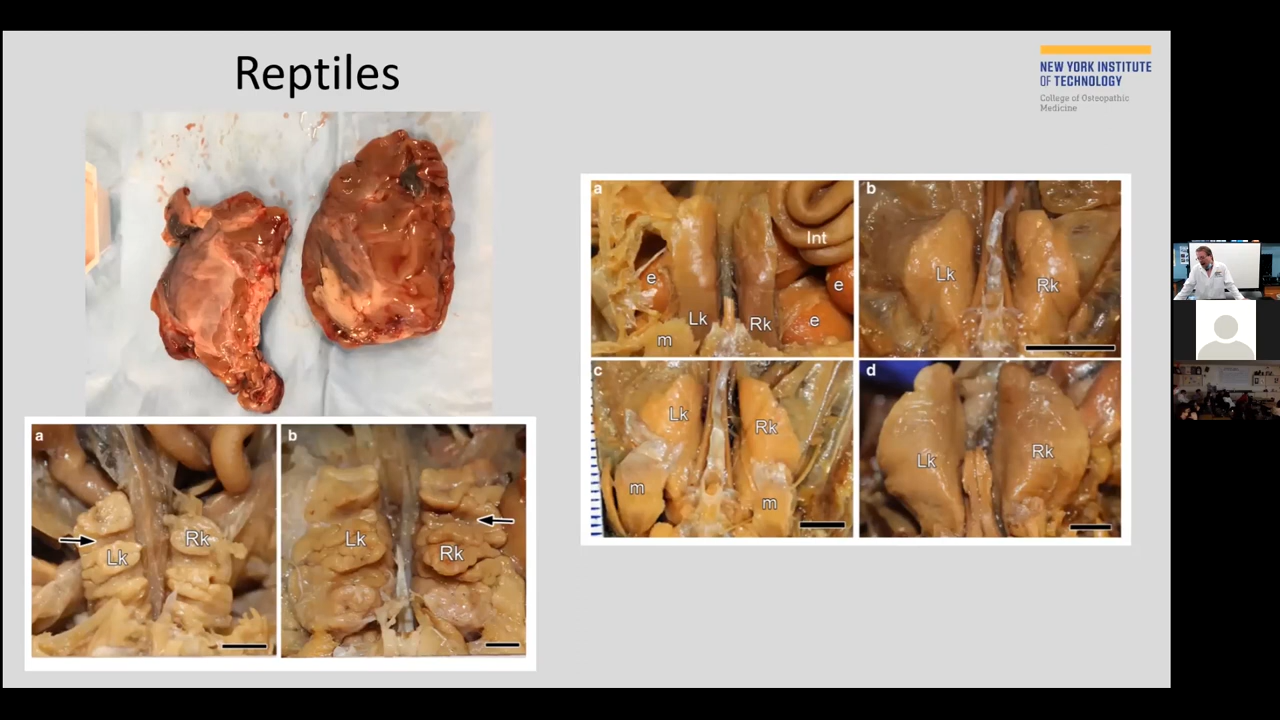 Reptiles
NEW YORK INSTITUTE
OF TECHNOLOGY
College of Osteopathic
Medicine
a
e
Lk
m
Rk
Int
e
e
b
Lk
Rk
c
Lk
Rk
m
m
d
Lk
Rk
a
Lk
Rk
b
Lk
Rk